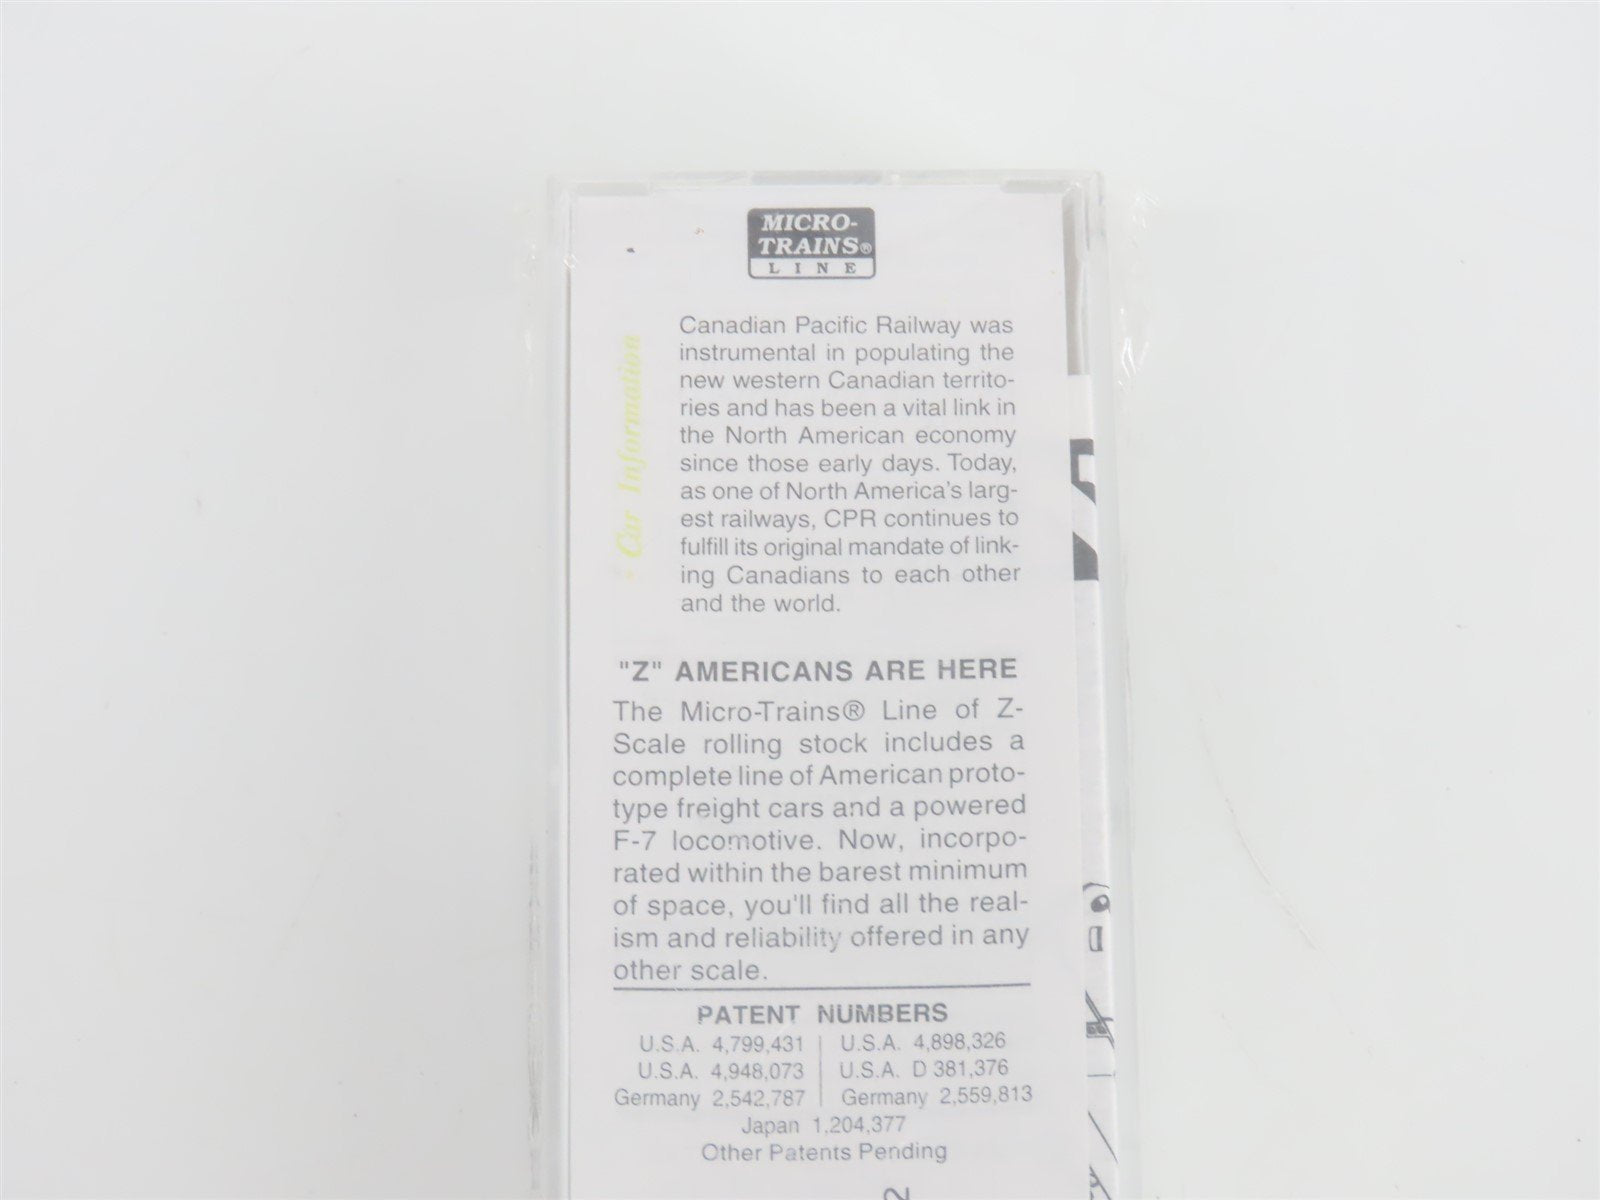 MICRO-
TRAINS®
LINE
Car Information
Canadian Pacific Railway was
instrumental in populating the
new western Canadian territo-
ries and has been a vital link in
the North American economy
since those early days. Today,
as one of North America's larg-
est railways, CPR continues to
fulfill its original mandate of link-
ing Canadians to each other
and the world.
"Z" AMERICANS ARE HERE
The Micro-Trains® Line of Z-
Scale rolling stock includes a
complete line of American proto-
type freight cars and a powered
F-7 locomotive. Now, incorpo-
rated within the barest minimum
of space, you'll find all the real-
ism and reliability offered in any
other scale.
PATENT NUMBERS
U.S.A. 4,799,431 | U.S.A. 4,898,326
U.S.A. 4,948,073 | U.S.A. D 381,376
Germany 2,542,787 | Germany 2,559,813
Japan 1,204,377
Other Patents Pending
2